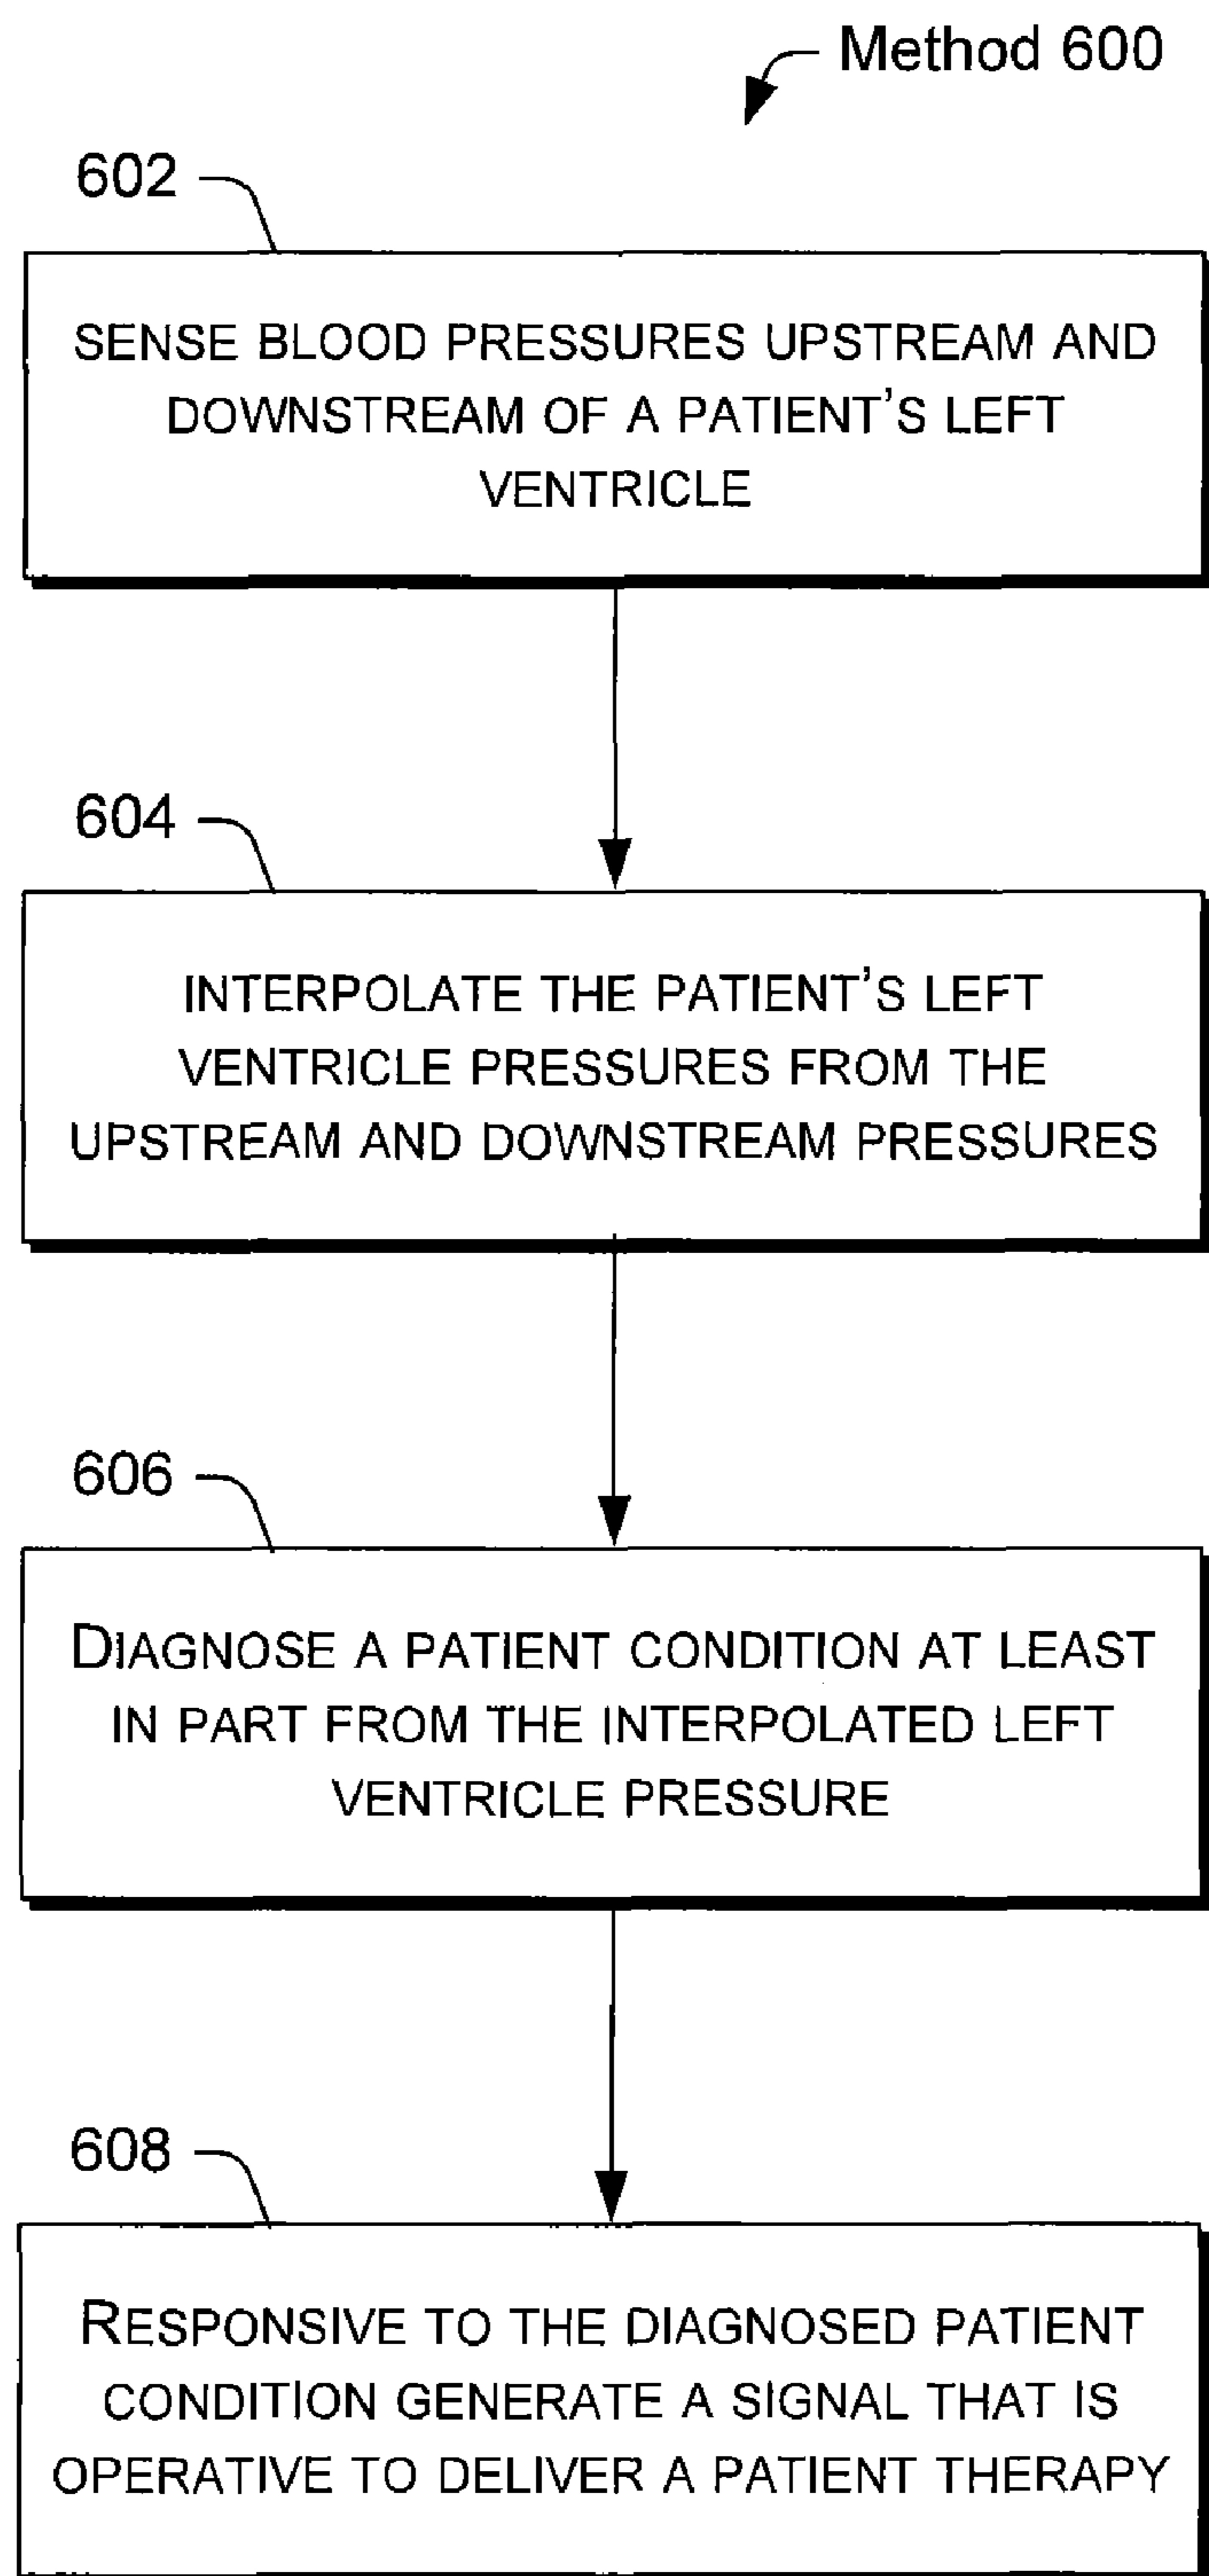 Method 600
602
SENSE BLOOD PRESSURES UPSTREAM AND
DOWNSTREAM OF A PATIENT'S LEFT
VENTRICLE
604
INTERPOLATE THE PATIENT'S LEFT
VENTRICLE PRESSURES FROM THE
UPSTREAM AND DOWNSTREAM PRESSURES
606
DIAGNOSE A PATIENT CONDITION AT LEAST
IN PART FROM THE INTERPOLATED LEFT
VENTRICLE PRESSURE
608
RESPONSIVE TO THE DIAGNOSED PATIENT
CONDITION GENERATE A SIGNAL THAT IS
OPERATIVE TO DELIVER A PATIENT THERAPY